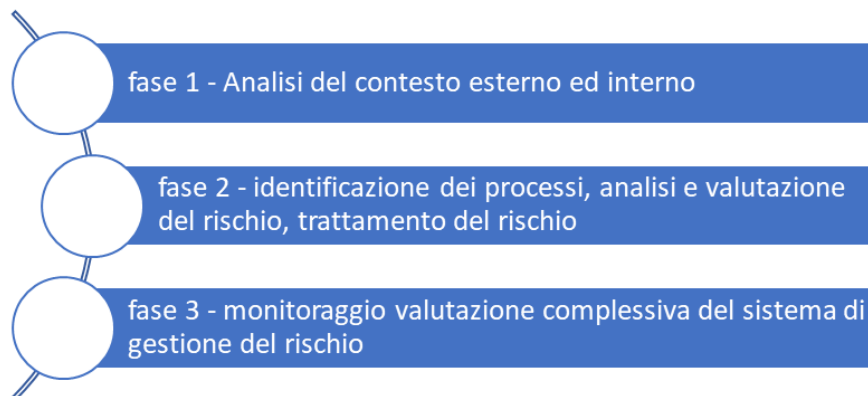 fase 1 - Analisi del contesto esterno ed interno
fase 2 - identificazione dei processi, analisi e valutazione
del rischio, trattamento del rischio
fase 3 - monitoraggio valutazione complessiva del sistema di
gestione del rischio